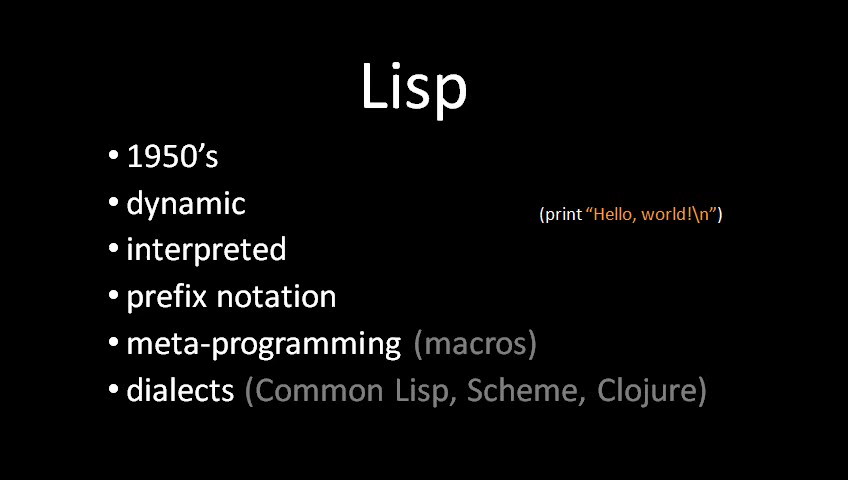 Lisp
• 1950’s
• dynamic
(print “Hello, world!\n”)
• interpreted
• prefix notation
• meta-programming (macros)
• dialects (Common Lisp, Scheme, Clojure)